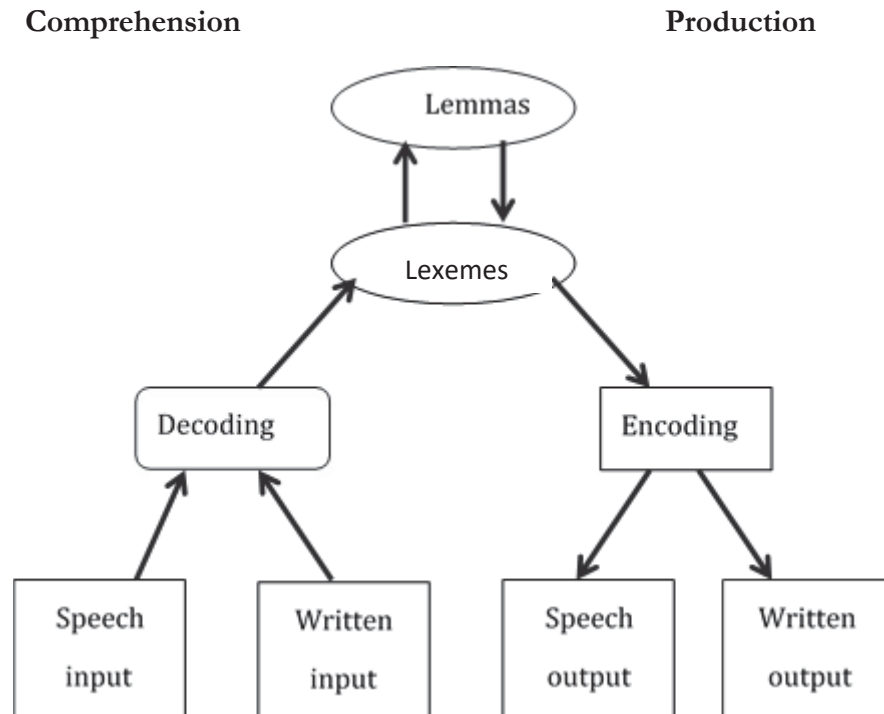 Comprehension
Production
Lemmas
Lexemes
Decoding
Encoding
Speech
input
Written
input
Speech
output
Written
output